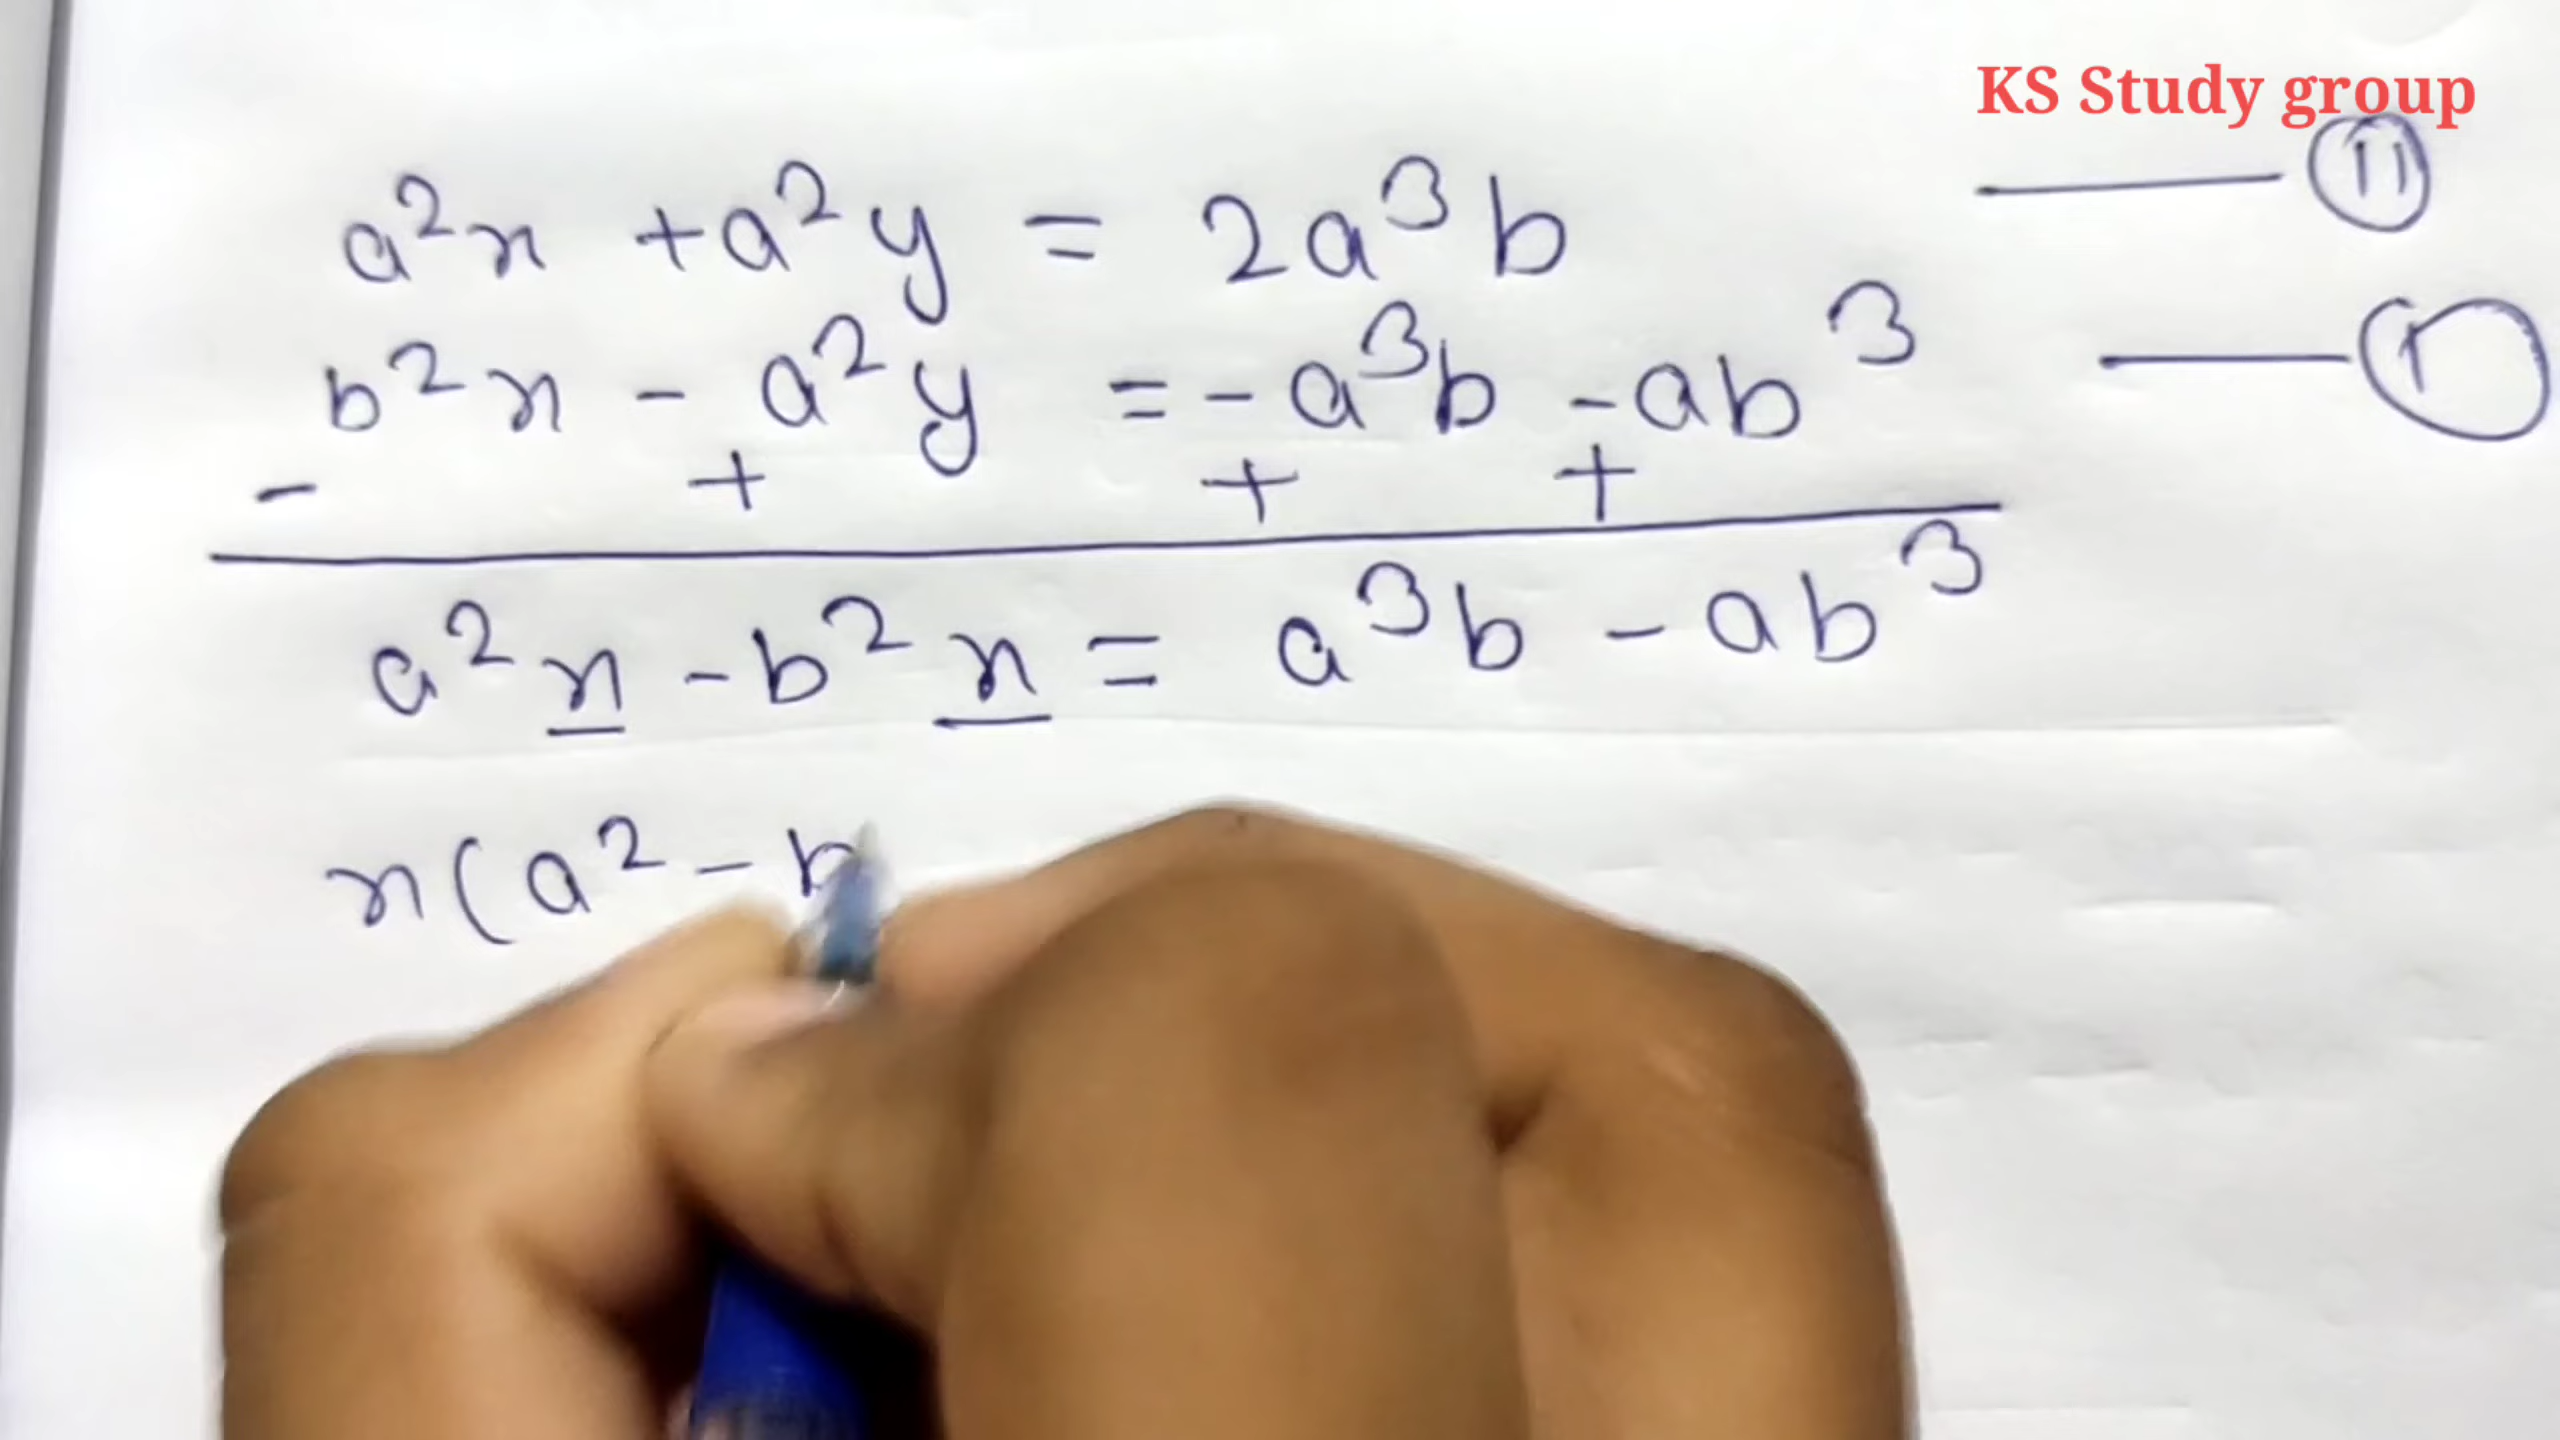 KS Study group
a²x + a²y = 2a³b —— (II)
b²x - a²y = - a³b - ab³ —— (I)
- + + +
a²x - b²x = a³b - ab³
x(a² - b